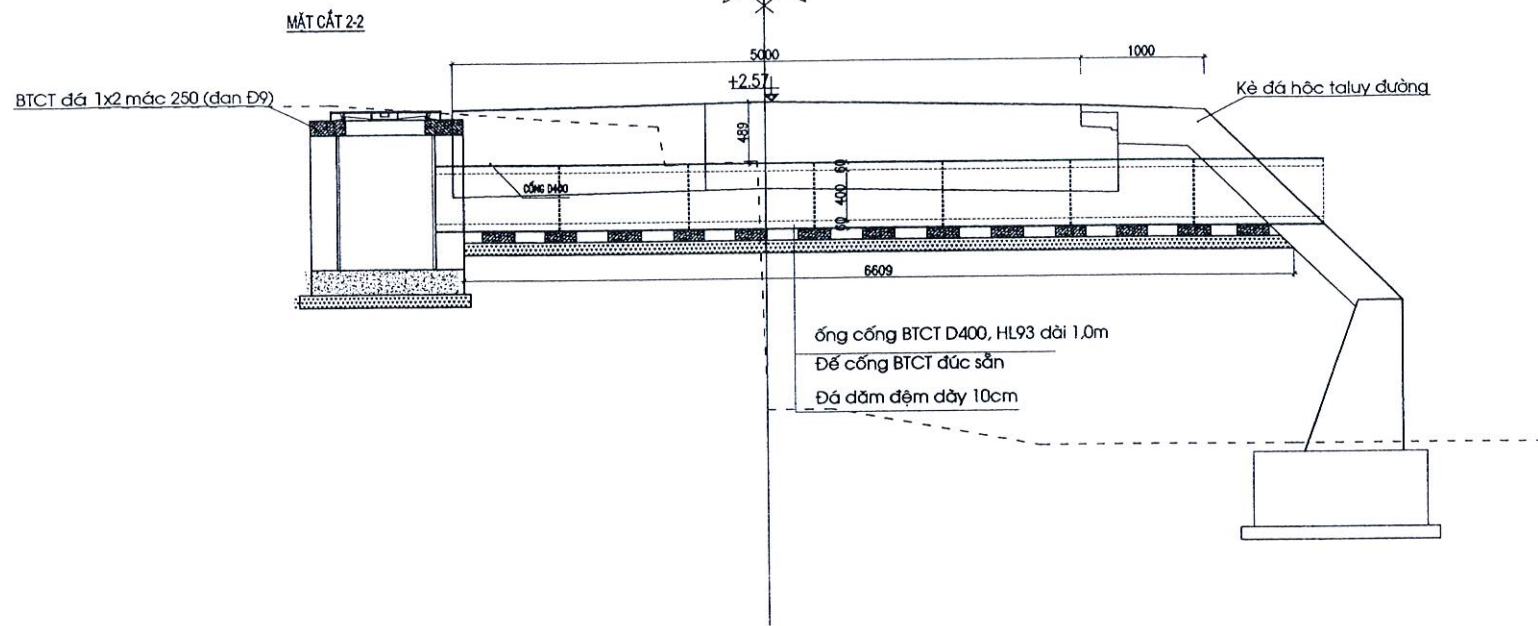 MẶT CẮT 2-2
5000
1000
+2.57
BTCT đá 1x2 mác 250 (đan Đ9)
Kè đá hộc taluy đường
489
60
400
60
CỐNG D400
6609
ống cống BTCT D400, HL93 dài 1,0m
Đế cống BTCT đúc sẵn
Đá dăm đệm dày 10cm